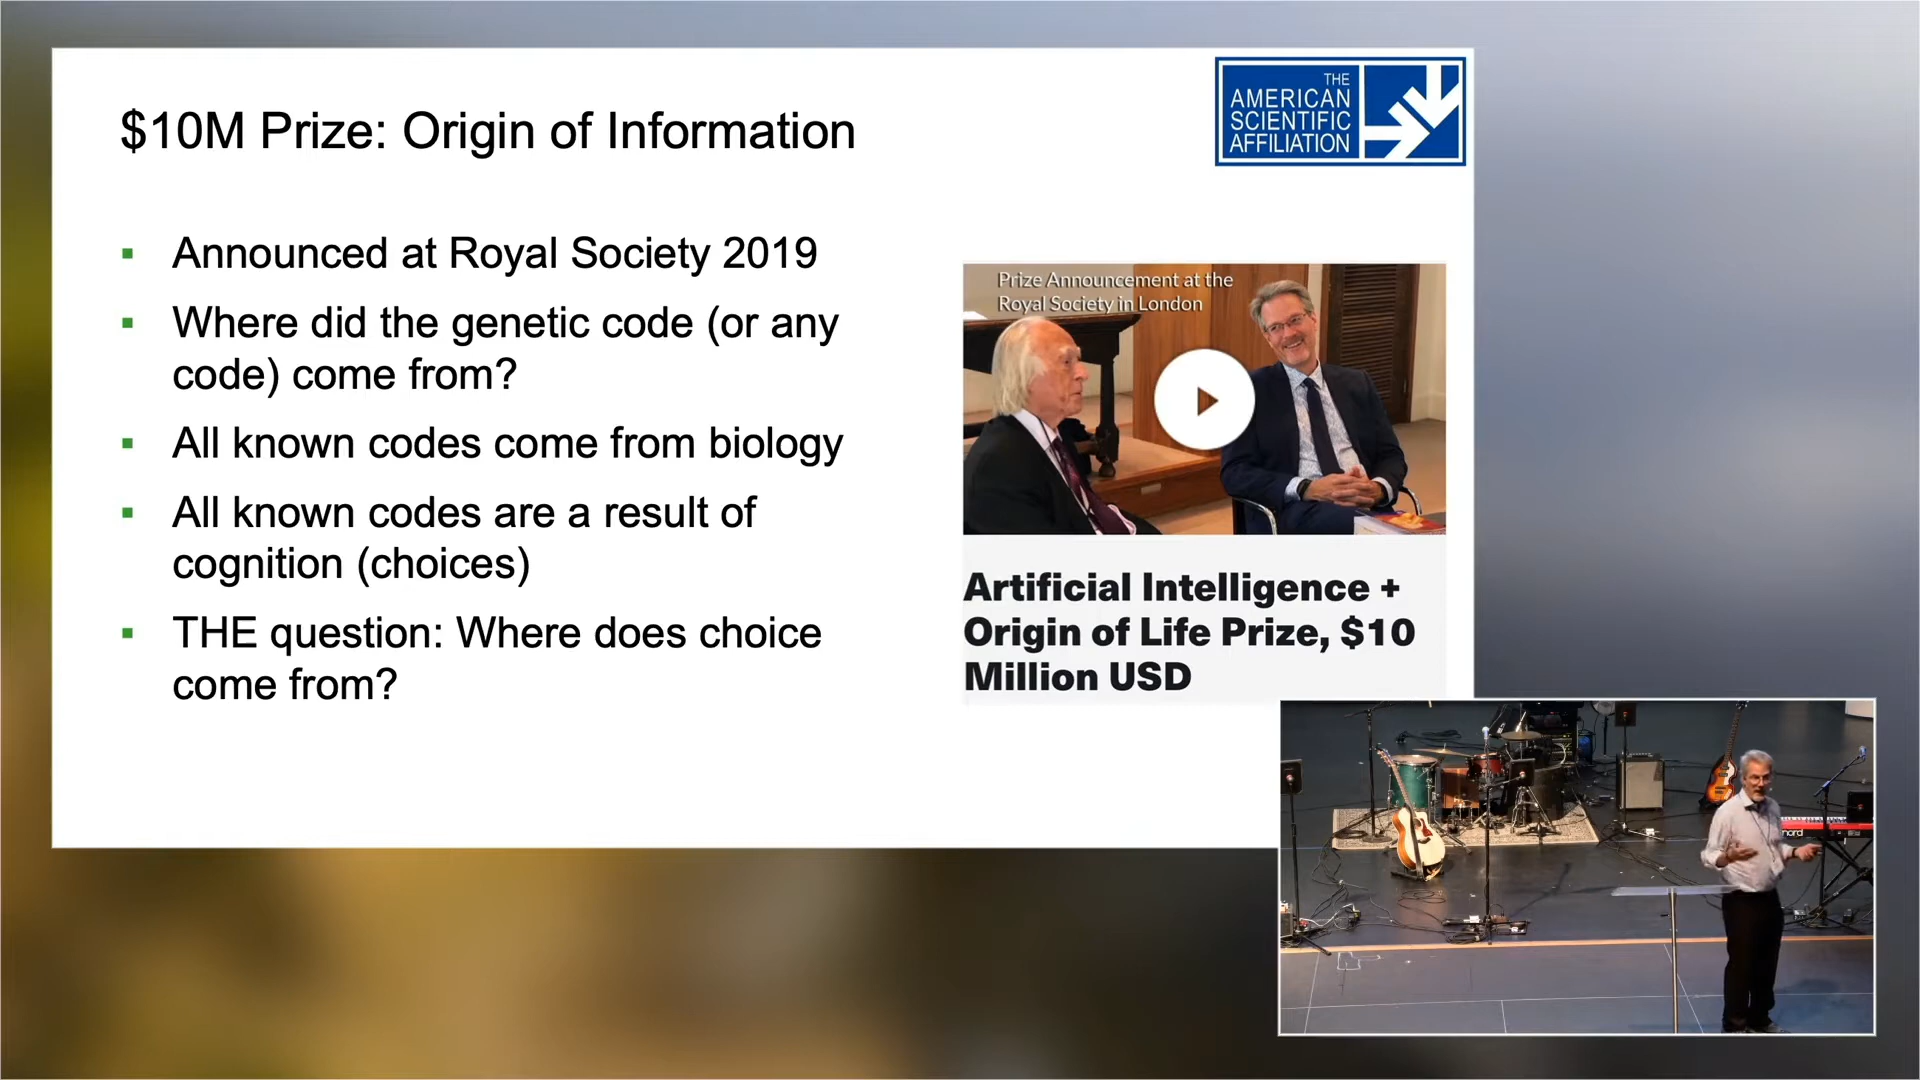 $10M Prize: Origin of Information
THE
AMERICAN
SCIENTIFIC
AFFILIATION
▪ Announced at Royal Society 2019
▪ Where did the genetic code (or any
code) come from?
▪ All known codes come from biology
▪ All known codes are a result of
cognition (choices)
▪ THE question: Where does choice
come from?
Prize Announcement at the
Royal Society in London
Artificial Intelligence +
Origin of Life Prize, $10
Million USD
nord